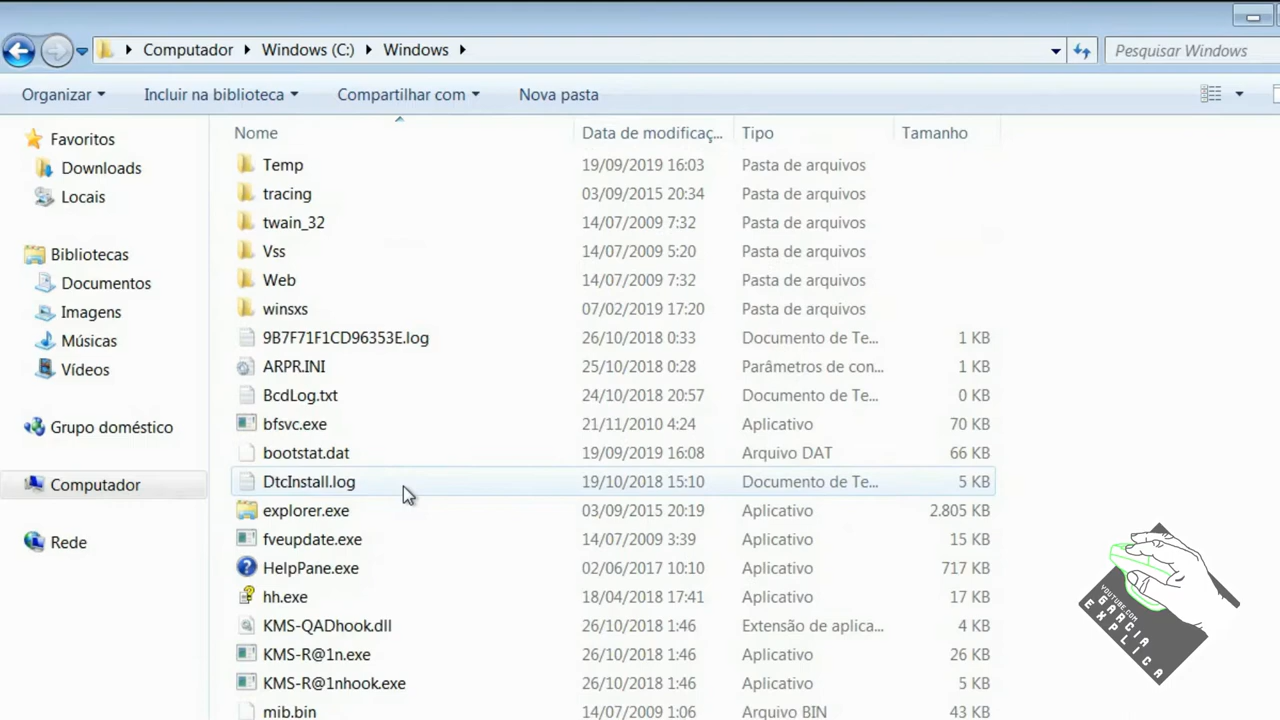 Computador Windows (C:) Windows
Pesquisar Windows
Organizar Incluir na biblioteca Compartilhar com Nova pasta
Favoritos
Downloads
Locais
Bibliotecas
Documentos
Imagens
Músicas
Vídeos
Grupo doméstico
Computador
Rede
Nome Data de modificaç... Tipo Tamanho
Temp 19/09/2019 16:03 Pasta de arquivos
tracing 03/09/2015 20:34 Pasta de arquivos
twain_32 14/07/2009 7:32 Pasta de arquivos
Vss 14/07/2009 5:20 Pasta de arquivos
Web 14/07/2009 7:32 Pasta de arquivos
winsxs 07/02/2019 17:20 Pasta de arquivos
9B7F71F1CD96353E.log 26/10/2018 0:33 Documento de Te... 1 KB
ARPR.INI 25/10/2018 0:28 Parâmetros de con... 1 KB
BcdLog.txt 24/10/2018 20:57 Documento de Te... 0 KB
bfsvc.exe 21/11/2010 4:24 Aplicativo 70 KB
bootstat.dat 19/09/2019 16:08 Arquivo DAT 66 KB
DtcInstall.log 19/10/2018 15:10 Documento de Te... 5 KB
explorer.exe 03/09/2015 20:19 Aplicativo 2.805 KB
fveupdate.exe 14/07/2009 3:39 Aplicativo 15 KB
HelpPane.exe 02/06/2017 10:10 Aplicativo 717 KB
hh.exe 18/04/2018 17:41 Aplicativo 17 KB
KMS-QADhook.dll 26/10/2018 1:46 Extensão de aplica... 4 KB
KMS-R@1n.exe 26/10/2018 1:46 Aplicativo 26 KB
KMS-R@1nhook.exe 26/10/2018 1:46 Aplicativo 5 KB
mib.bin 14/07/2009 1:06 Arquivo BIN 43 KB
YOUTUBE.COM
GARCIA
EXPLICA